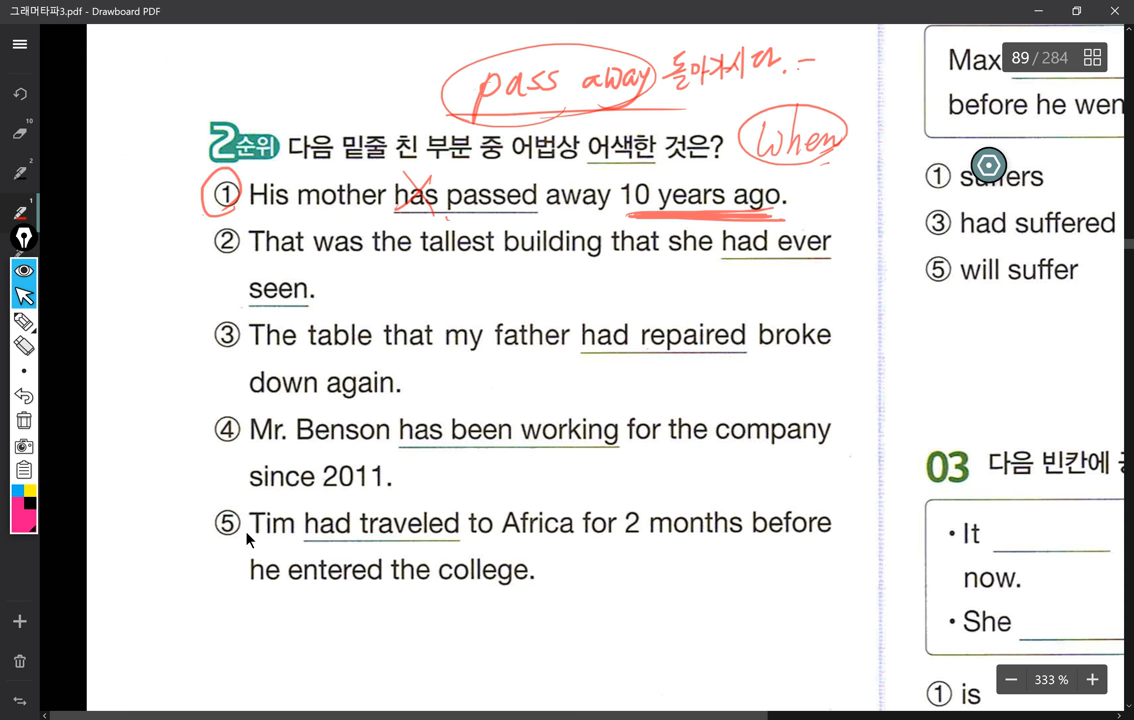 그래머타파3.pdf - Drawboard PDF
89 / 284
10
2
1
pass away 돌아가시다.
When
2순위 다음 밑줄 친 부분 중 어법상 어색한 것은?
① His mother has passed away 10 years ago.
② That was the tallest building that she had ever
seen.
③ The table that my father had repaired broke
down again.
④ Mr. Benson has been working for the company
since 2011.
⑤ Tim had traveled to Africa for 2 months before
he entered the college.
Max
before he wen
① suffers
③ had suffered
⑤ will suffer
03 다음 빈칸에
• It
now.
• She
① is
333 %